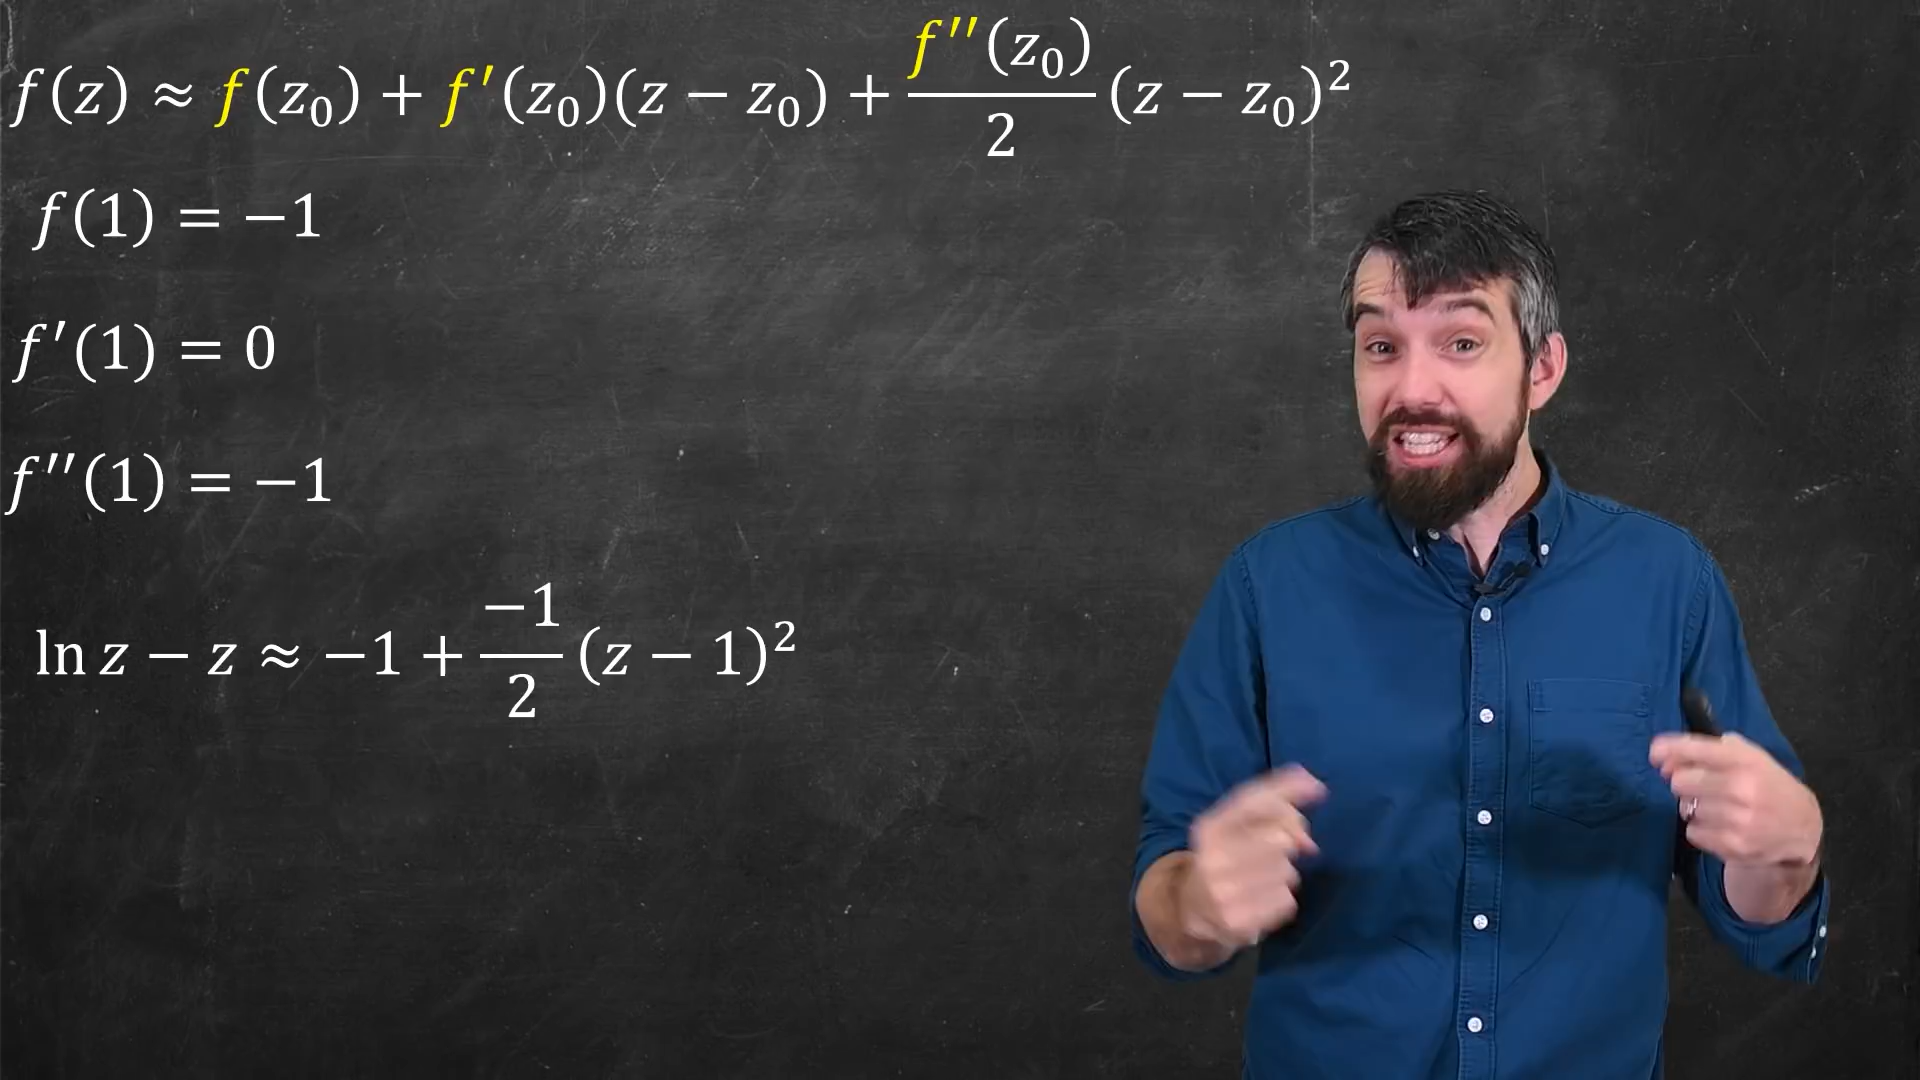 f(z) ≈ f(z₀) + f′(z₀)(z − z₀) + f″(z₀)/2 (z − z₀)²
f(1) = −1
f′(1) = 0
f″(1) = −1
ln z − z ≈ −1 + −1/2 (z − 1)²